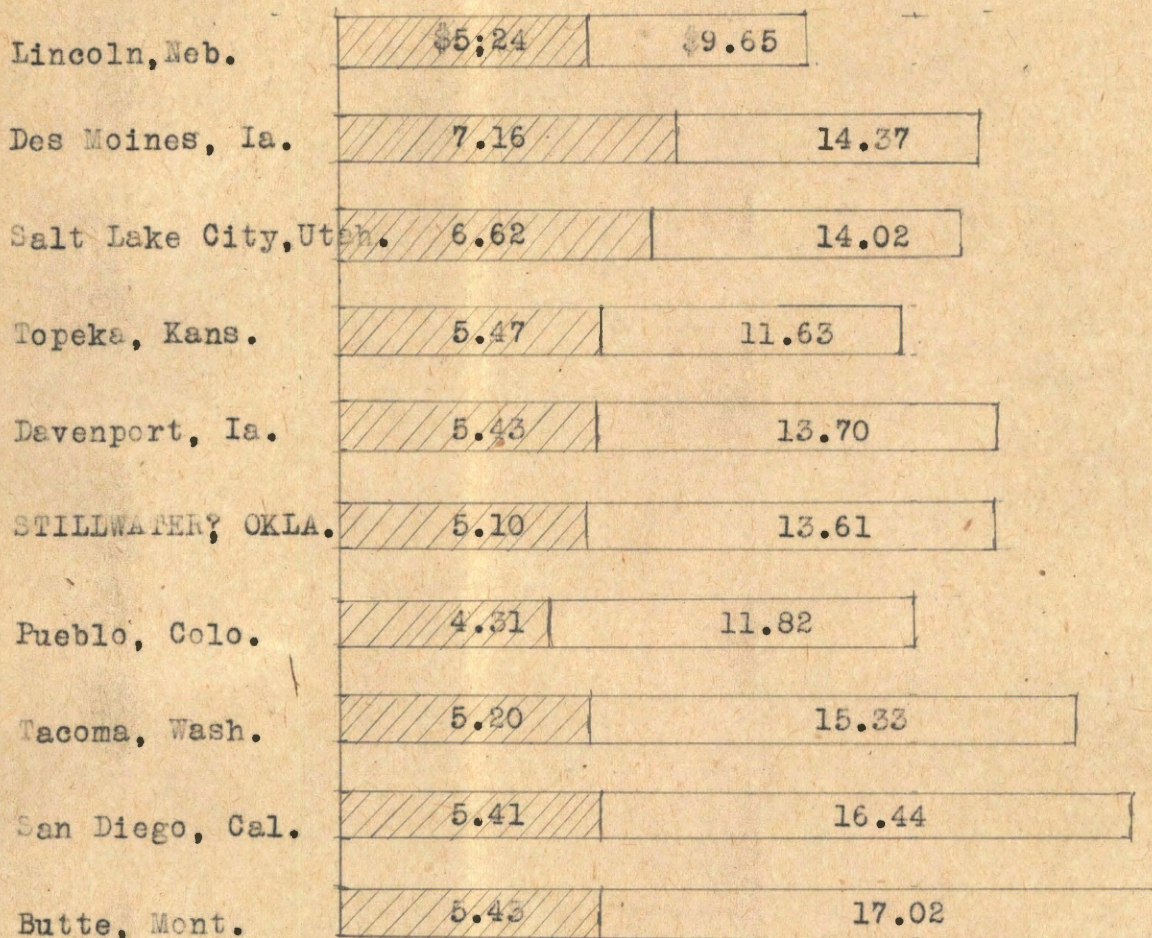 Lincoln,Neb. $5;24 $9.65
Des Moines, Ia. 7.16 14.37
Salt Lake City,Utah. 6.62 14.02
Topeka, Kans. 5.47 11.63
Davenport, Ia. 5.43 13.70
STILLWATER? OKLA. 5.10 13.61
Pueblo, Colo. 4.31 11.82
Tacoma, Wash. 5.20 15.33
San Diego, Cal. 5.41 16.44
Butte, Mont. 5.43 17.02